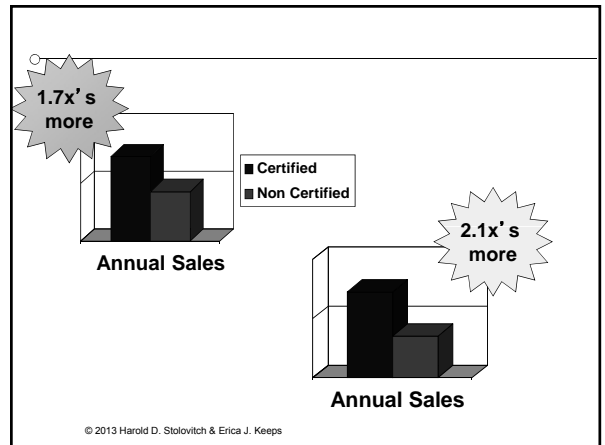 1.7x's
more
Certified
Non Certified
Annual Sales
2.1x's
more
Annual Sales
© 2013 Harold D. Stolovitch & Erica J. Keeps